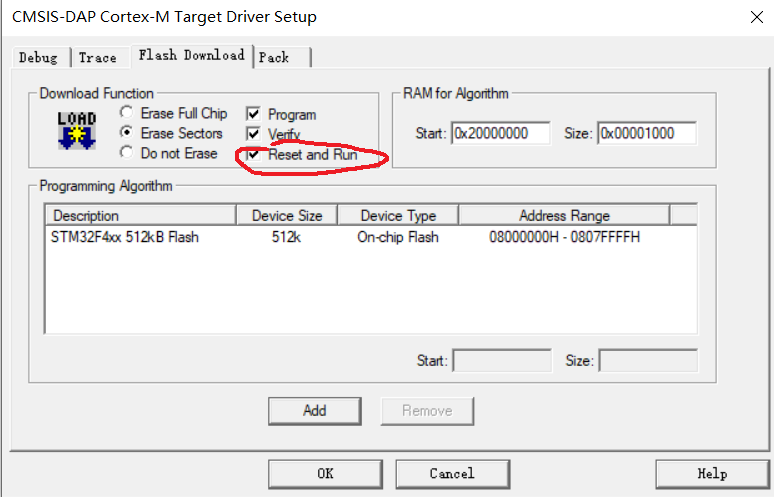 CMSIS-DAP Cortex-M Target Driver Setup
Debug Trace Flash Download Pack
Download Function
LOAD
Erase Full Chip
Erase Sectors
Do not Erase
Program
Verify
Reset and Run
RAM for Algorithm
Start: 0x20000000 Size: 0x00001000
Programming Algorithm
Description Device Size Device Type Address Range
STM32F4xx 512kB Flash 512k On-chip Flash 08000000H - 0807FFFFH
Start: Size:
Add Remove
OK Cancel Help